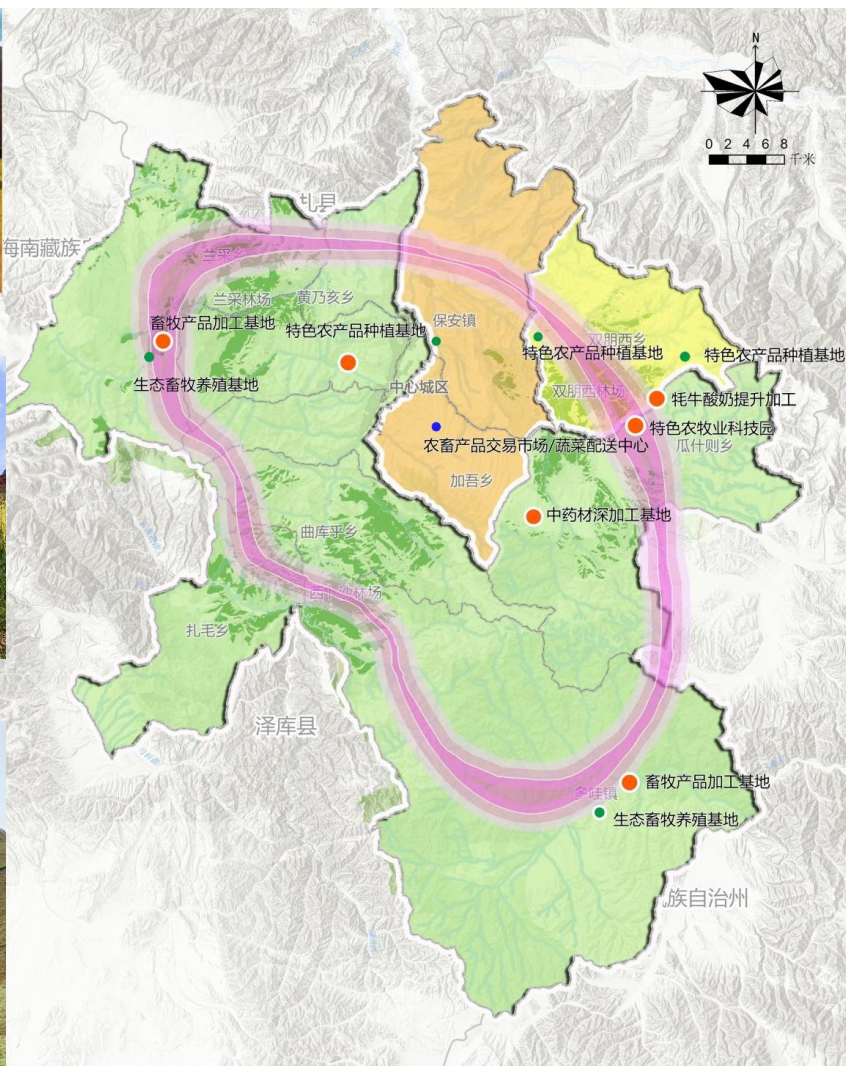 N
0 2 4 6 8
千米
扎县
海南藏族
兰采乡
兰采林场
黄乃亥乡
畜牧产品加工基地
特色农产品种植基地
保安镇
双朋西乡
特色农产品种植基地
特色农产品种植基地
生态畜牧养殖基地
中心城区
双朋西林场
牦牛酸奶提升加工
特色农牧业科技园
农畜产品交易市场/蔬菜配送中心
瓜什则乡
加吾乡
中药材深加工基地
曲库乎乡
西卜沙林场
扎毛乡
泽库县
畜牧产品加工基地
多哇镇
生态畜牧养殖基地
族自治州